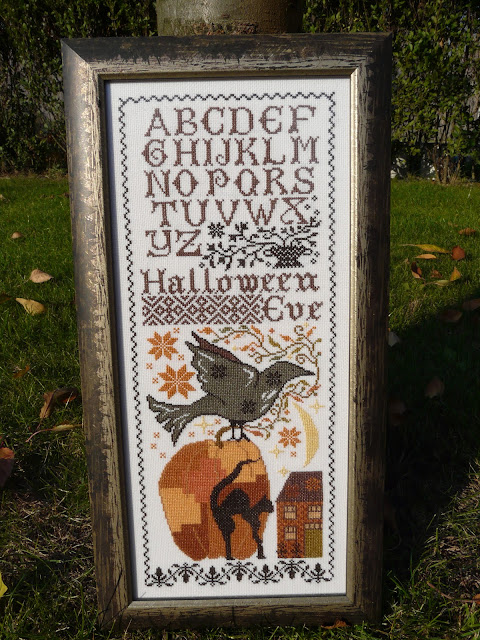 ABCDEF
GHIJKLM
NOPQRS
TUVWX
YZ
Halloween
Eve